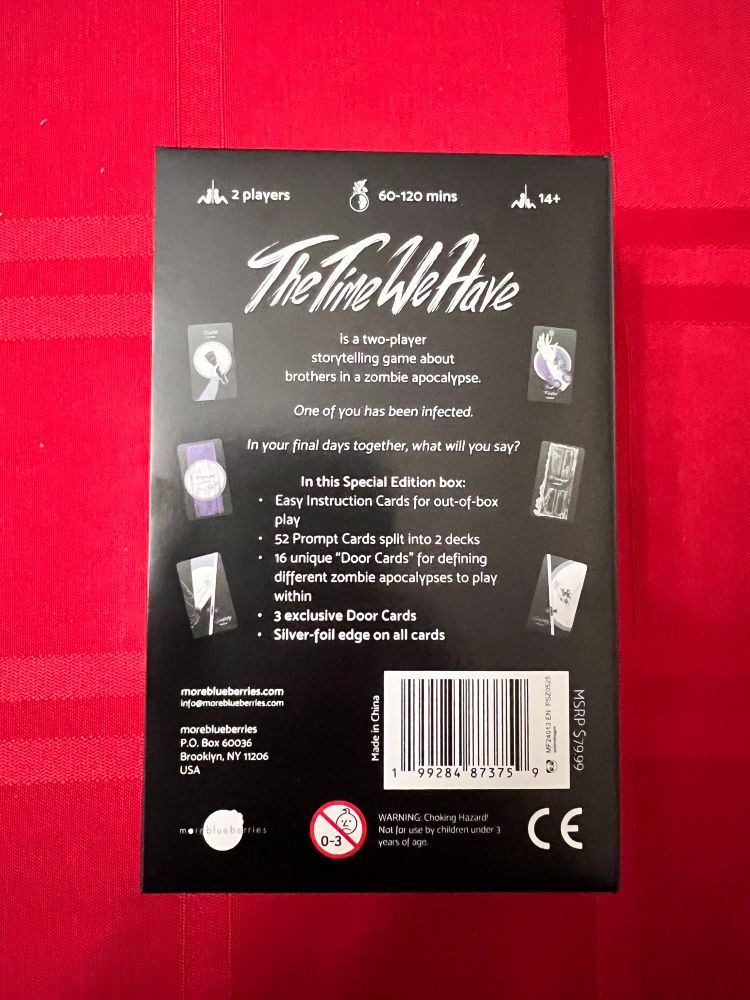 2 players
60-120 mins
14+
The Time We Have
is a two-player
storytelling game about
brothers in a zombie apocalypse.
One of you has been infected.
In your final days together, what will you say?
In this Special Edition box:
• Easy Instruction Cards for out-of-box
play
• 52 Prompt Cards split into 2 decks
• 16 unique “Door Cards” for defining
different zombie apocalypses to play
within
• 3 exclusive Door Cards
• Silver-foil edge on all cards
moreblueberries.com
info@moreblueberries.com
moreblueberries
P.O. Box 60036
Brooklyn, NY 11206
USA
Made in China
1 99284 87375 9
MF24013 EN PSZ0525
MSRP $79.99
moreblueberries
0-3
WARNING: Choking Hazard!
Not for use by children under 3
years of age.
CE